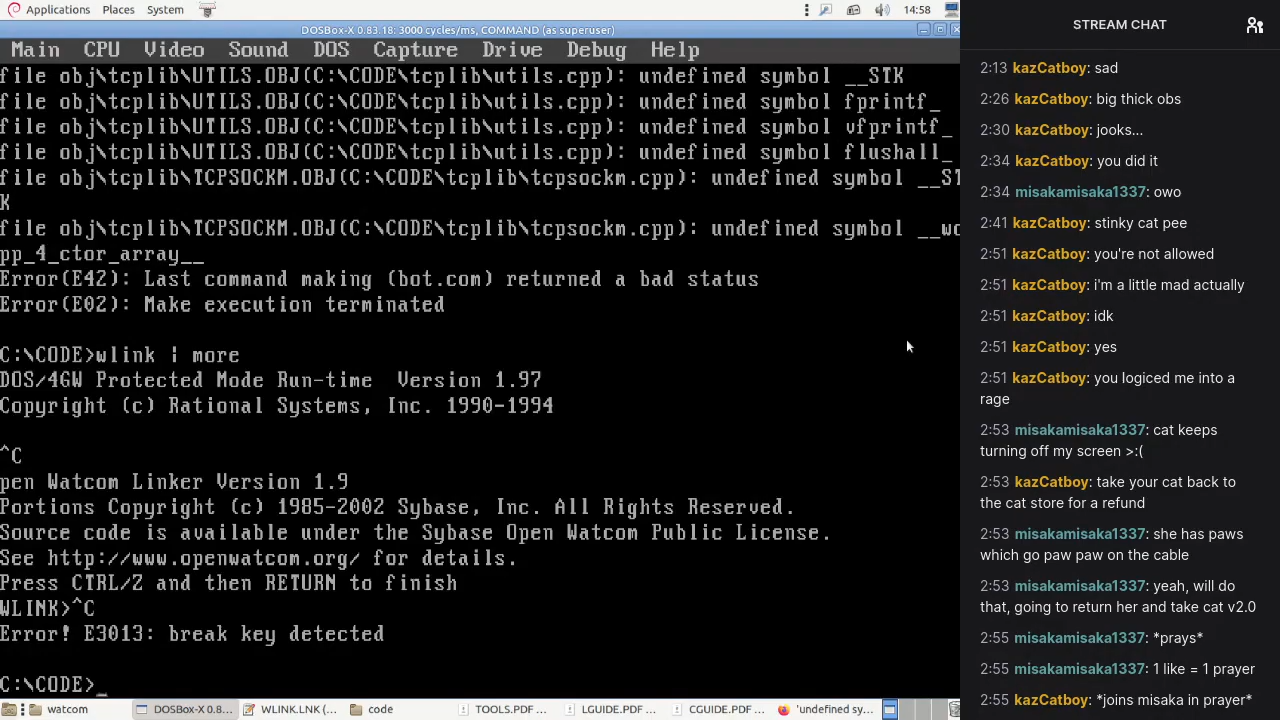 Applications Places System 14:58
DOSBox-X 0.83.18: 3000 cycles/ms, COMMAND (as superuser)
Main CPU Video Sound DOS Capture Drive Debug Help
file obj\tcplib\UTILS.OBJ(C:\CODE\tcplib\utils.cpp): undefined symbol __STK
file obj\tcplib\UTILS.OBJ(C:\CODE\tcplib\utils.cpp): undefined symbol fprintf_
file obj\tcplib\UTILS.OBJ(C:\CODE\tcplib\utils.cpp): undefined symbol vfprintf_
file obj\tcplib\UTILS.OBJ(C:\CODE\tcplib\utils.cpp): undefined symbol flushall_
file obj\tcplib\TCPSOCKM.OBJ(C:\CODE\tcplib\tcpsockm.cpp): undefined symbol __ST
K
file obj\tcplib\TCPSOCKM.OBJ(C:\CODE\tcplib\tcpsockm.cpp): undefined symbol __wc
pp_4_ctor_array__
Error(E42): Last command making (bot.com) returned a bad status
Error(E02): Make execution terminated
C:\CODE>wlink | more
DOS/4GW Protected Mode Run-time Version 1.97
Copyright (c) Rational Systems, Inc. 1990-1994
^C
pen Watcom Linker Version 1.9
Portions Copyright (c) 1985-2002 Sybase, Inc. All Rights Reserved.
Source code is available under the Sybase Open Watcom Public License.
See http://www.openwatcom.org/ for details.
Press CTRL/Z and then RETURN to finish
WLINK>^C
Error! E3013: break key detected
C:\CODE>_
watcom DOSBox-X 0.8... WLINK.LNK (... code TOOLS.PDF ... LGUIDE.PDF ... CGUIDE.PDF ... 'undefined sy...
STREAM CHAT
2:13 kazCatboy: sad
2:26 kazCatboy: big thick obs
2:30 kazCatboy: jooks...
2:34 kazCatboy: you did it
2:34 misakamisaka1337: owo
2:41 kazCatboy: stinky cat pee
2:51 kazCatboy: you're not allowed
2:51 kazCatboy: i'm a little mad actually
2:51 kazCatboy: idk
2:51 kazCatboy: yes
2:51 kazCatboy: you logiced me into a
rage
2:53 misakamisaka1337: cat keeps
turning off my screen >:(
2:53 kazCatboy: take your cat back to
the cat store for a refund
2:53 misakamisaka1337: she has paws
which go paw paw on the cable
2:53 misakamisaka1337: yeah, will do
that, going to return her and take cat v2.0
2:55 misakamisaka1337: *prays*
2:55 misakamisaka1337: 1 like = 1 prayer
2:55 kazCatboy: *joins misaka in prayer*